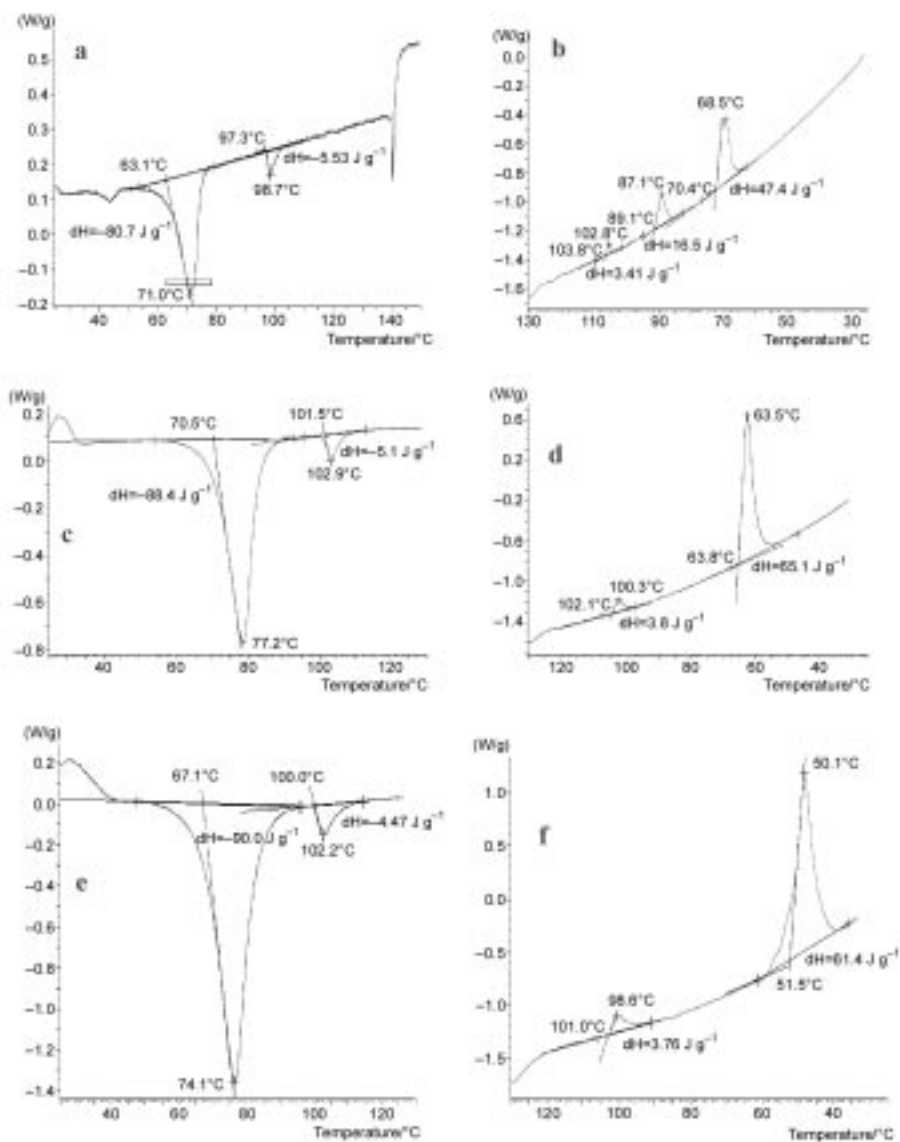 (W/g)
a
0.5
0.4
0.3
0.2
0.1
0.0
−0.1
−0.2
97.3°C
63.1°C
dH=−5.53 J g⁻¹
98.7°C
dH=−80.7 J g⁻¹
71.0°C
40 60 80 100 120 140
Temperature/°C
(W/g)
b
0.0
−0.2
−0.4
−0.6
−0.8
−1.0
−1.2
−1.4
−1.6
68.5°C
87.1°C
70.4°C
dH=47.4 J g⁻¹
89.1°C
102.8°C
dH=16.5 J g⁻¹
103.8°C
dH=3.41 J g⁻¹
130 110 90 70 50 30
Temperature/°C
(W/g)
c
0.2
0.0
−0.2
−0.4
−0.6
−0.8
70.5°C
101.5°C
dH=−5.1 J g⁻¹
102.9°C
dH=−88.4 J g⁻¹
77.2°C
40 60 80 100 120
Temperature/°C
(W/g)
d
0.6
0.2
−0.2
−0.6
−1.0
−1.4
63.5°C
63.8°C
dH=65.1 J g⁻¹
100.3°C
102.1°C
dH=3.8 J g⁻¹
120 100 80 60 40
Temperature/°C
(W/g)
e
0.2
0.0
−0.2
−0.4
−0.6
−0.8
−1.0
−1.2
−1.4
67.1°C
100.0°C
dH=−4.47 J g⁻¹
dH=−90.0 J g⁻¹
102.2°C
74.1°C
40 60 80 100 120
Temperature/°C
(W/g)
f
1.0
0.5
0.0
−0.5
−1.0
−1.5
50.1°C
dH=61.4 J g⁻¹
51.5°C
98.6°C
101.0°C
dH=3.76 J g⁻¹
120 100 80 60 40
Temperature/°C